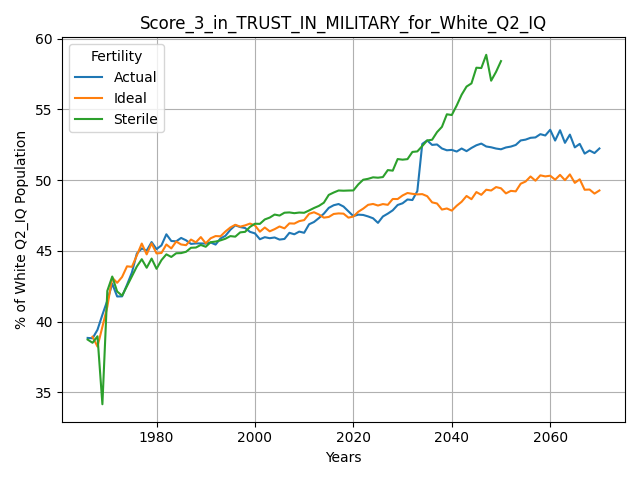 Score_3_in_TRUST_IN_MILITARY_for_White_Q2_IQ
Fertility
Actual
Ideal
Sterile
% of White Q2_IQ Population
60
55
50
45
40
35
1980
2000
2020
2040
2060
Years